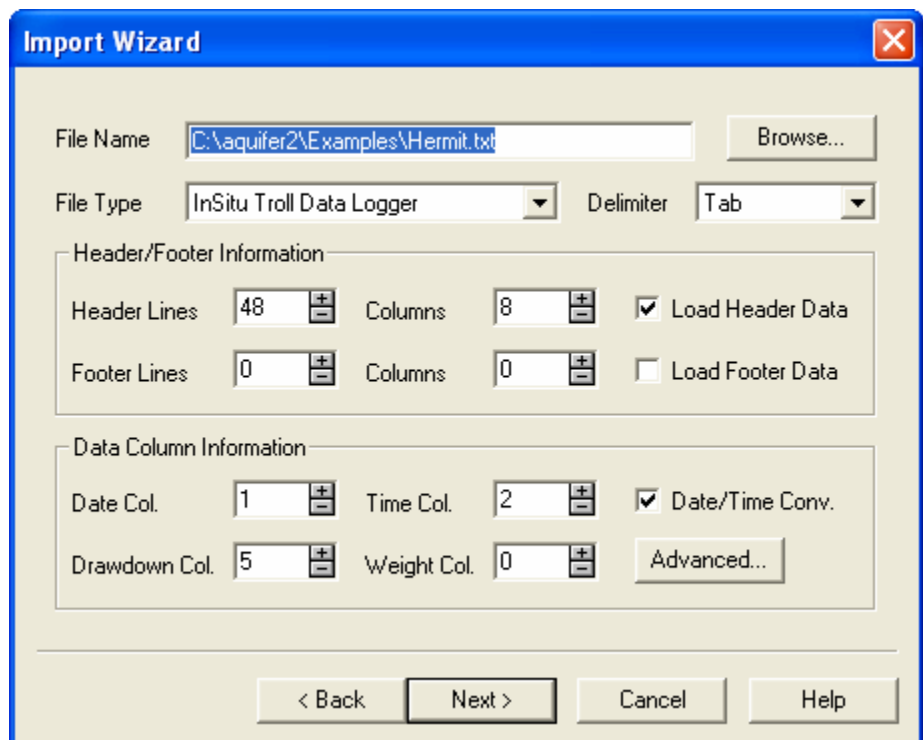 Import Wizard
File Name C:\aquifer2\Examples\Hermit.txt Browse...
File Type InSitu Troll Data Logger Delimiter Tab
Header/Footer Information
Header Lines 48 Columns 8 Load Header Data
Footer Lines 0 Columns 0 Load Footer Data
Data Column Information
Date Col. 1 Time Col. 2 Date/Time Conv.
Drawdown Col. 5 Weight Col. 0 Advanced...
< Back Next > Cancel Help